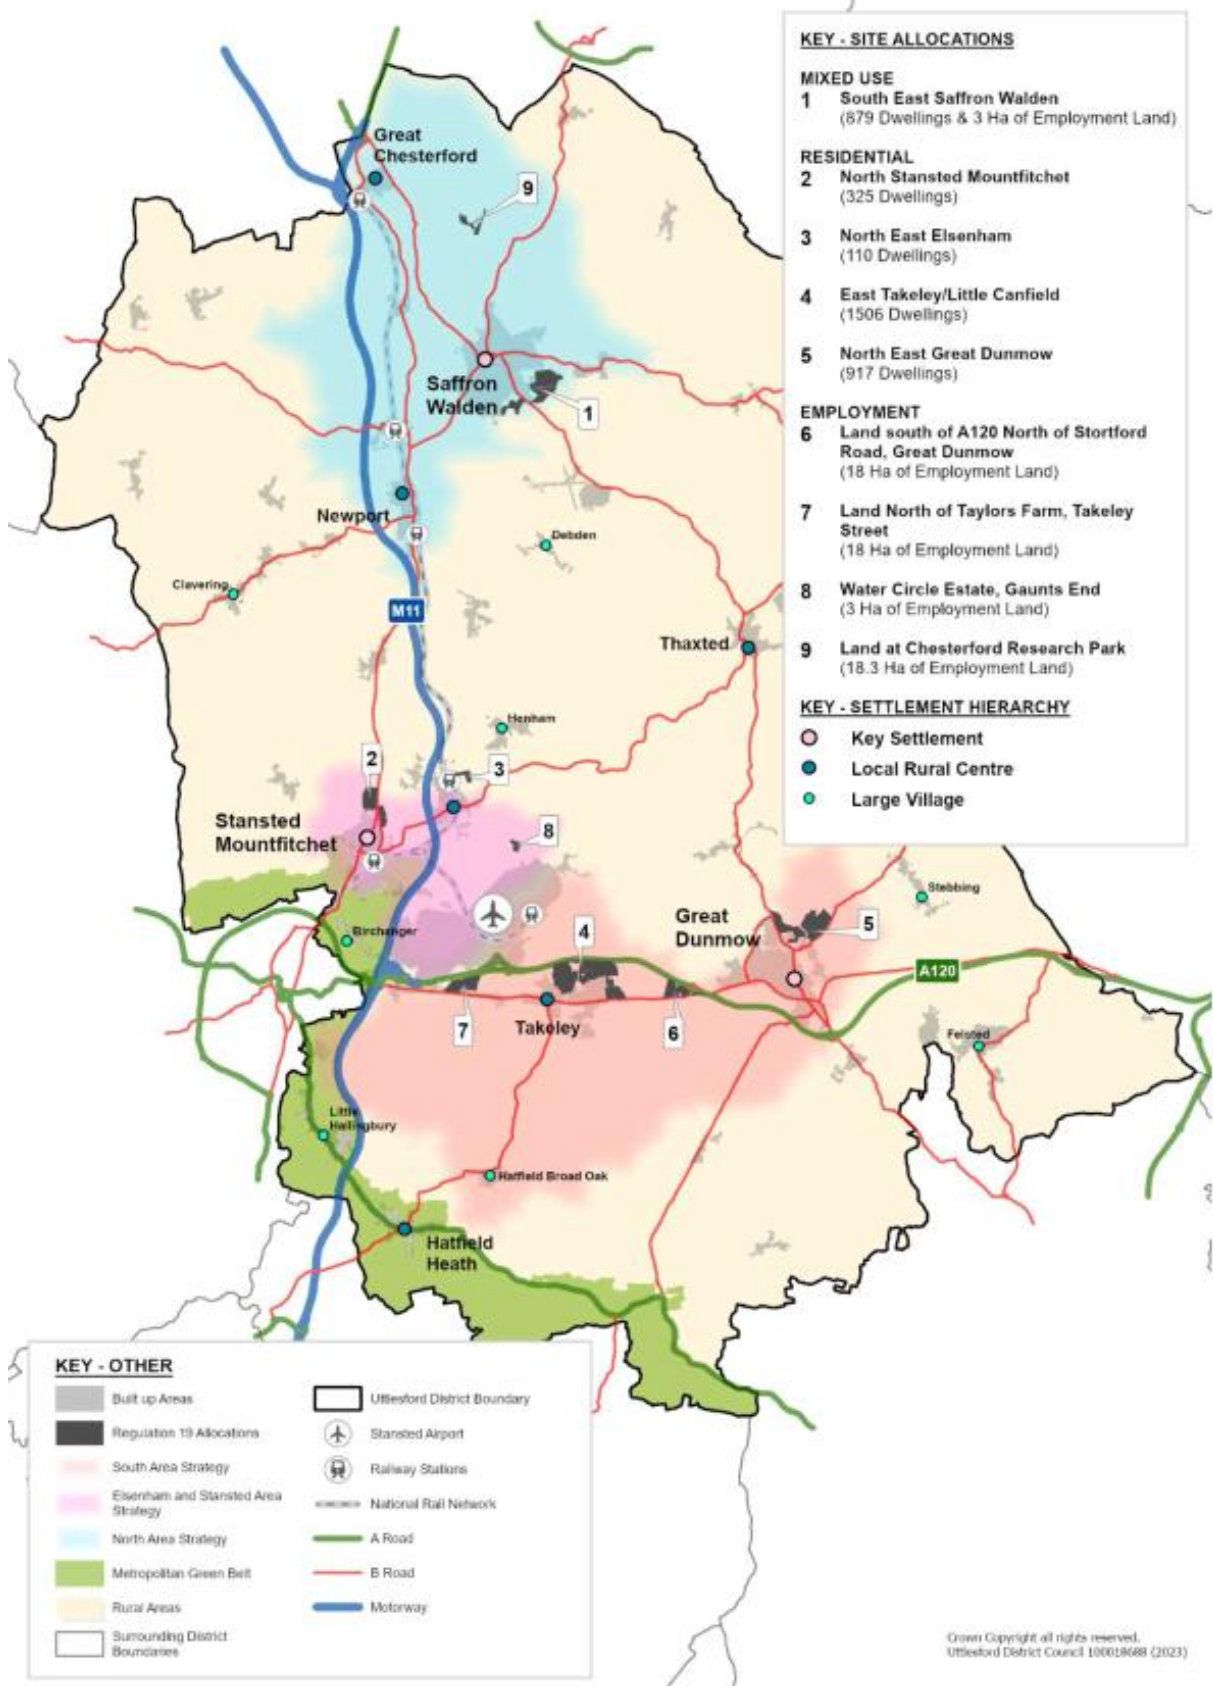 KEY - SITE ALLOCATIONS
MIXED USE
1 South East Saffron Walden
(879 Dwellings & 3 Ha of Employment Land)
RESIDENTIAL
2 North Stansted Mountfitchet
(325 Dwellings)
3 North East Elsenham
(110 Dwellings)
4 East Takeley/Little Canfield
(1506 Dwellings)
5 North East Great Dunmow
(917 Dwellings)
EMPLOYMENT
6 Land south of A120 North of Stortford
Road, Great Dunmow
(18 Ha of Employment Land)
7 Land North of Taylors Farm, Takeley
Street
(18 Ha of Employment Land)
8 Water Circle Estate, Gaunts End
(3 Ha of Employment Land)
9 Land at Chesterford Research Park
(18.3 Ha of Employment Land)
KEY - SETTLEMENT HIERARCHY
Key Settlement
Local Rural Centre
Large Village
Great
Chesterford
9
Saffron
Walden
1
Newport
Debden
Clavering
M11
Thaxted
Henham
2
3
Stansted
Mountfitchet
8
Stebbing
Great
Dunmow
5
4
Birchanger
A120
7
Takeley
6
Felsted
Little
Hallingbury
Hatfield Broad Oak
Hatfield
Heath
KEY - OTHER
Built up Areas
Regulation 19 Allocations
South Area Strategy
Elsenham and Stansted Area
Strategy
North Area Strategy
Metropolitan Green Belt
Rural Areas
Surrounding District
Boundaries
Uttlesford District Boundary
Stansted Airport
Railway Stations
National Rail Network
A Road
B Road
Motorway
Crown Copyright all rights reserved.
Uttlesford District Council 100018688 (2023)